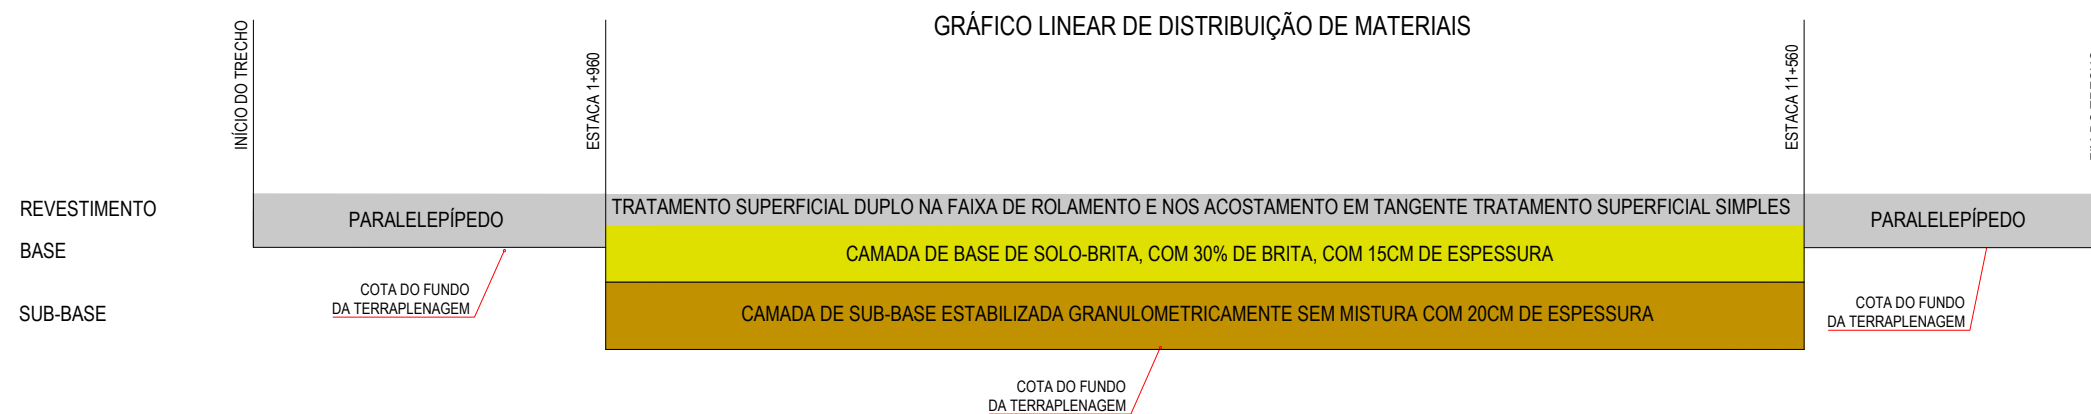 GRÁFICO LINEAR DE DISTRIBUIÇÃO DE MATERIAIS
INÍCIO DO TRECHO
ESTACA 1+960
ESTACA 11+560
REVESTIMENTO
PARALELEPÍPEDO
TRATAMENTO SUPERFICIAL DUPLO NA FAIXA DE ROLAMENTO E NOS ACOSTAMENTO EM TANGENTE TRATAMENTO SUPERFICIAL SIMPLES
PARALELEPÍPEDO
BASE
CAMADA DE BASE DE SOLO-BRITA, COM 30% DE BRITA, COM 15CM DE ESPESSURA
COTA DO FUNDO
DA TERRAPLENAGEM
SUB-BASE
CAMADA DE SUB-BASE ESTABILIZADA GRANULOMETRICAMENTE SEM MISTURA COM 20CM DE ESPESSURA
COTA DO FUNDO
DA TERRAPLENAGEM
COTA DO FUNDO
DA TERRAPLENAGEM